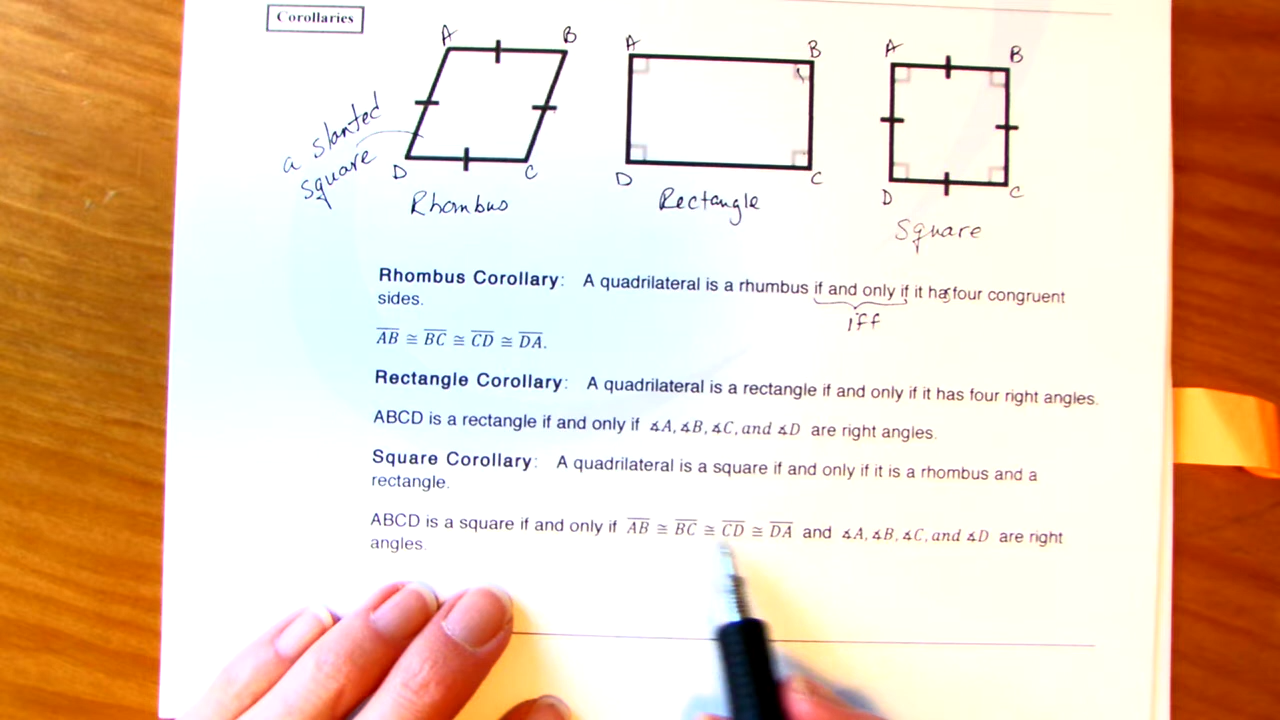 Corollaries
A B
D C
a slanted
square
Rhombus
A B
D C
Rectangle
A B
D C
Square
Rhombus Corollary: A quadrilateral is a rhumbus if and only if it has four congruent
sides.
iff
AB ≅ BC ≅ CD ≅ DA.
Rectangle Corollary: A quadrilateral is a rectangle if and only if it has four right angles.
ABCD is a rectangle if and only if ∡A, ∡B, ∡C, and ∡D are right angles.
Square Corollary: A quadrilateral is a square if and only if it is a rhombus and a
rectangle.
ABCD is a square if and only if AB ≅ BC ≅ CD ≅ DA and ∡A, ∡B, ∡C, and ∡D are right
angles.